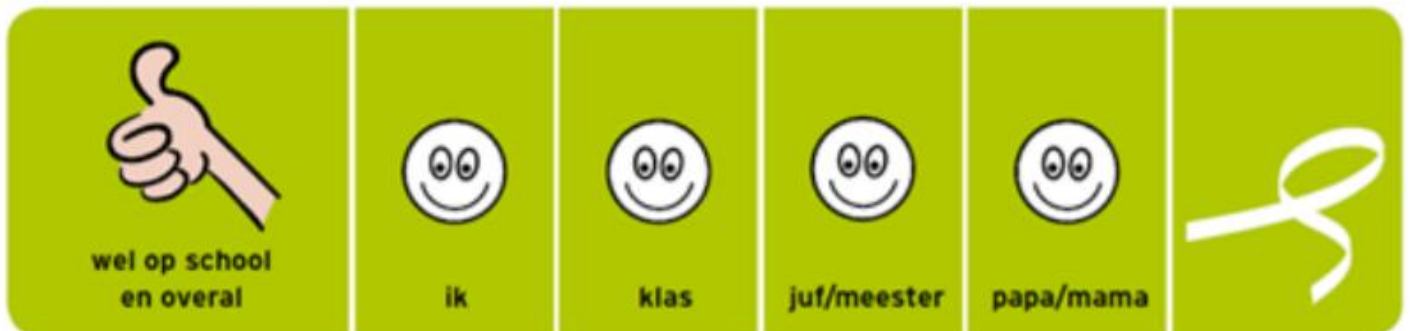 wel op school
en overal
ik
klas
juf/meester
papa/mama